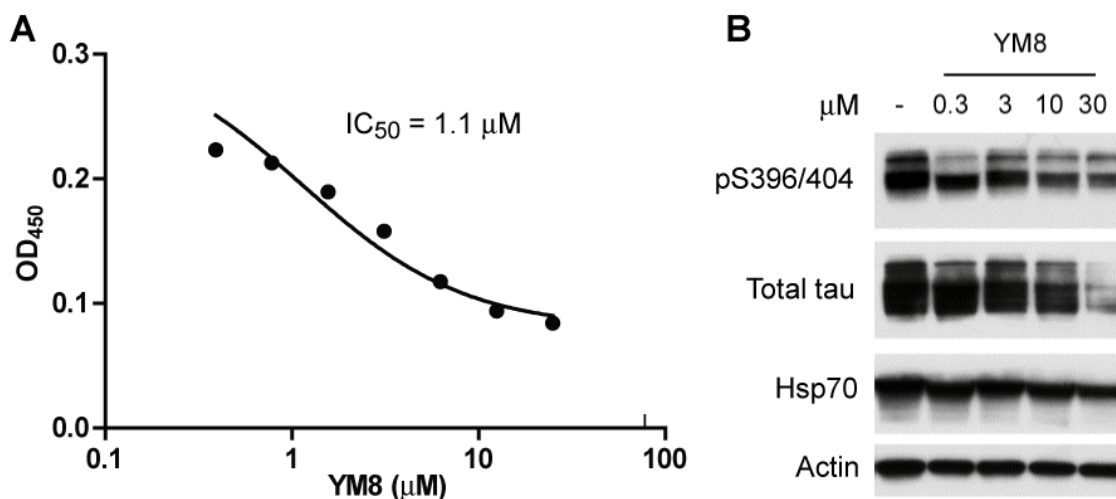 A
0.3
0.2
0.1
0.0
OD450
IC50 = 1.1 μM
0.1 1 10 100
YM8 (μM)
B
YM8
μM - 0.3 3 10 30
pS396/404
Total tau
Hsp70
Actin